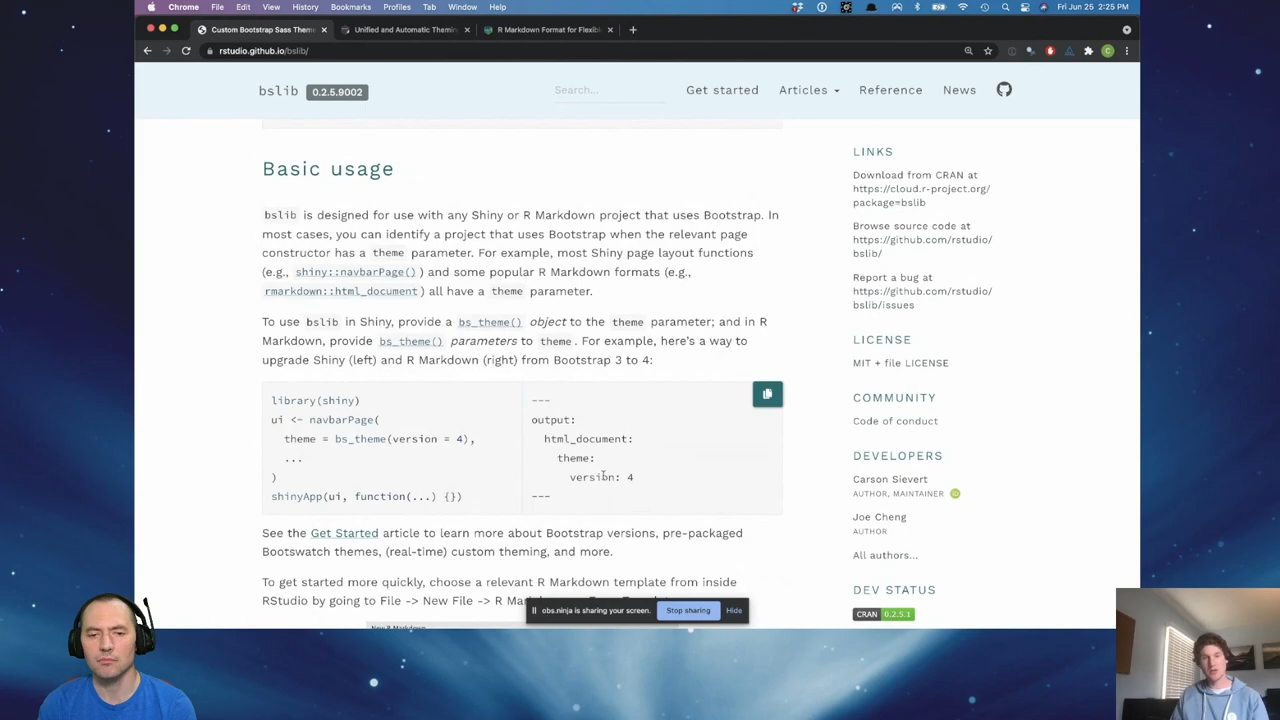 Chrome File Edit View History Bookmarks Profiles Tab Window Help
Fri Jun 25 2:25 PM
Custom Bootstrap Sass Them
Unified and Automatic Themin
R Markdown Format for Flexibl
rstudio.github.io/bslib/
bslib 0.2.5.9002
Search...
Get started
Articles
Reference
News
Basic usage
bslib is designed for use with any Shiny or R Markdown project that uses Bootstrap. In
most cases, you can identify a project that uses Bootstrap when the relevant page
constructor has a theme parameter. For example, most Shiny page layout functions
(e.g., shiny::navbarPage()) and some popular R Markdown formats (e.g.,
rmarkdown::html_document) all have a theme parameter.
To use bslib in Shiny, provide a bs_theme() object to the theme parameter; and in R
Markdown, provide bs_theme() parameters to theme. For example, here's a way to
upgrade Shiny (left) and R Markdown (right) from Bootstrap 3 to 4:
library(shiny)
ui <- navbarPage(
theme = bs_theme(version = 4),
...
)
shinyApp(ui, function(...) {})
---
output:
html_document:
theme:
version: 4
---
See the Get Started article to learn more about Bootstrap versions, pre-packaged
Bootswatch themes, (real-time) custom theming, and more.
To get started more quickly, choose a relevant R Markdown template from inside
RStudio by going to File -> New File -> R
obs.ninja is sharing your screen.
Stop sharing
Hide
New R Markdown
LINKS
Download from CRAN at
https://cloud.r-project.org/
package=bslib
Browse source code at
https://github.com/rstudio/
bslib/
Report a bug at
https://github.com/rstudio/
bslib/issues
LICENSE
MIT + file LICENSE
COMMUNITY
Code of conduct
DEVELOPERS
Carson Sievert
AUTHOR, MAINTAINER iD
Joe Cheng
AUTHOR
All authors...
DEV STATUS
CRAN 0.2.5.1